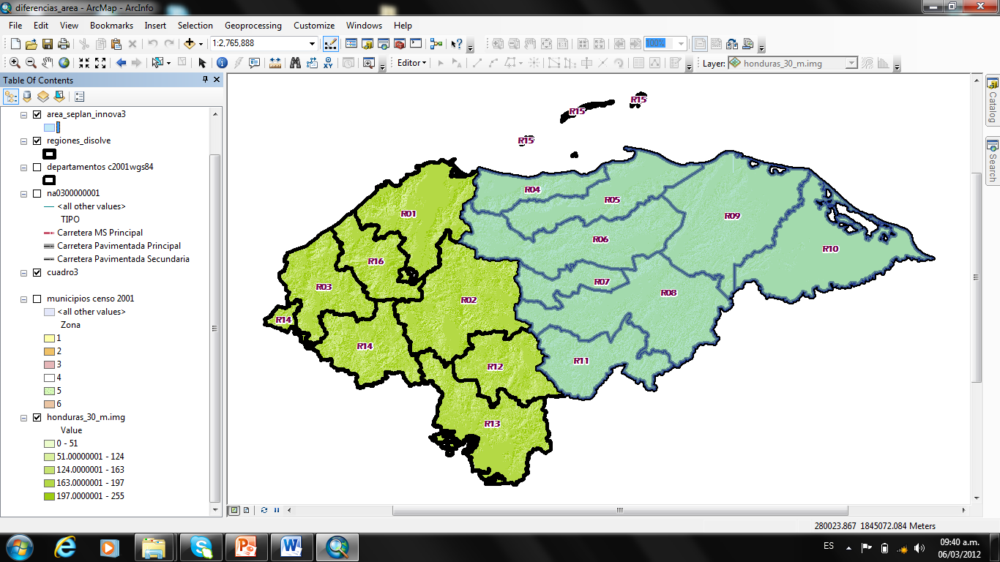 diferencias_area - ArcMap - ArcInfo
File Edit View Bookmarks Insert Selection Geoprocessing Customize Windows Help
1:2,765,888 100%
Editor Layer: honduras_30_m.img
Table Of Contents
area_seplan_innova3
regiones_disolve
departamentos c2001wgs84
na0300000001
<all other values>
TIPO
Carretera MS Principal
Carretera Pavimentada Principal
Carretera Pavimentada Secundaria
cuadro3
municipios censo 2001
<all other values>
Zona
1
2
3
4
5
6
honduras_30_m.img
Value
0 - 51
51.00000001 - 124
124.0000001 - 163
163.0000001 - 197
197.0000001 - 255
R15
R15
R15
R04
R05
R01
R09
R06
R10
R16
R07
R03
R08
R02
R14
R14
R11
R12
R13
Catalog
Search
280023.867 1845072.084 Meters
ES
09:40 a.m.
06/03/2012